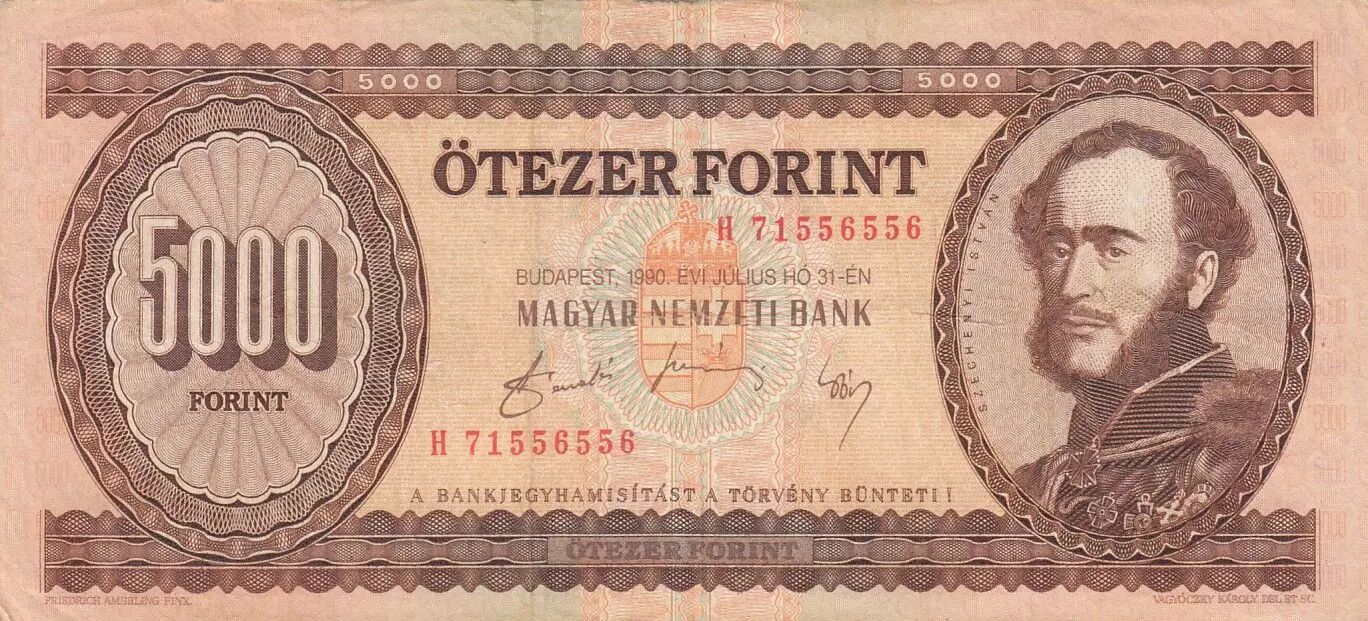 5000 5000
ÖTEZER FORINT
H 71556556
5000
FORINT
BUDAPEST, 1990. ÉVI JÚLIUS HÓ 31-ÉN
MAGYAR NEMZETI BANK
SZÉCHENYI ISTVÁN
H 71556556
A BANKJEGYHAMISÍTÁST A TÖRVÉNY BÜNTETI!
ÖTEZER FORINT
FRIEDRICH AMERLING PINX.
VAGYÓCZKY KÁROLY DEL. ET SC.